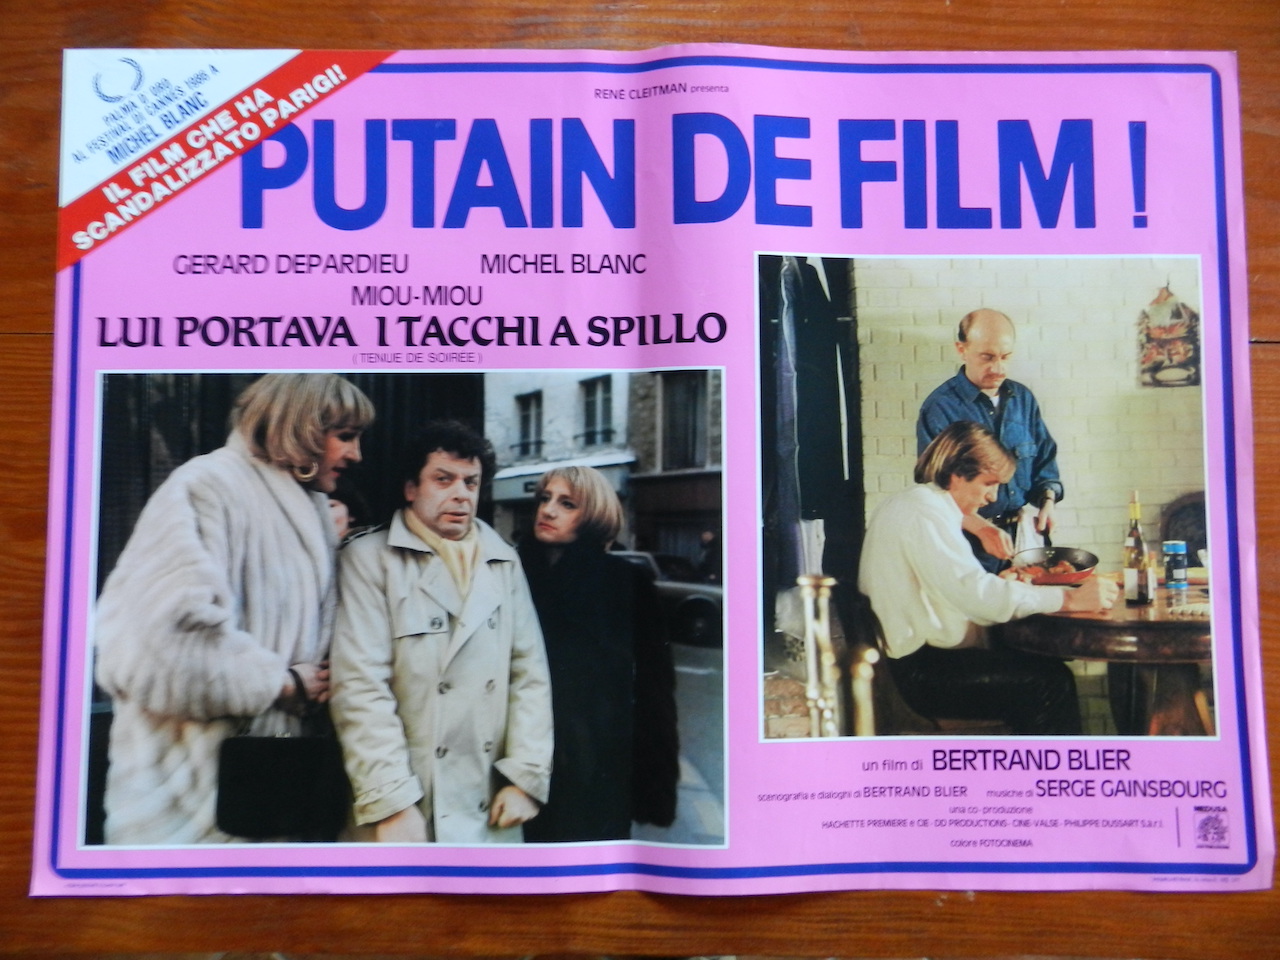 PALMA D'ORO
AL FESTIVAL DI CANNES 1986 A
MICHEL BLANC
IL FILM CHE HA
SCANDALIZZATO PARIGI!
RENÉ CLEITMAN presenta
PUTAIN DE FILM !
GERARD DEPARDIEU MICHEL BLANC
MIOU-MIOU
LUI PORTAVA I TACCHI A SPILLO
(TENUE DE SOIRÉE)
un film di BERTRAND BLIER
scenografia e dialoghi di BERTRAND BLIER musiche di SERGE GAINSBOURG
una co-produzione
HACHETTE PREMIERE e CIE - DD PRODUCTIONS - CINE-VALSE - PHILIPPE DUSSART S.a.r.l.
colore FOTOCINEMA
MEDUSA